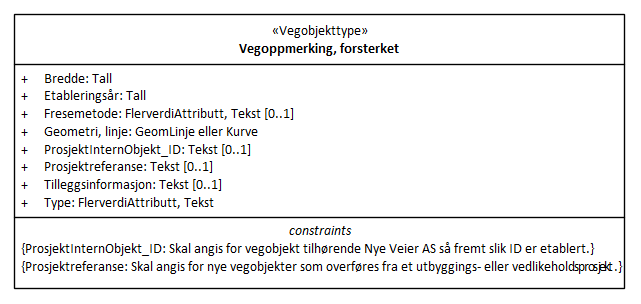 «Vegobjekttype»
Vegoppmerking, forsterket
+ Bredde: Tall
+ Etableringsår: Tall
+ Fresemetode: FlerverdiAttributt, Tekst [0..1]
+ Geometri, linje: GeomLinje eller Kurve
+ ProsjektInternObjekt_ID: Tekst [0..1]
+ Prosjektreferanse: Tekst [0..1]
+ Tilleggsinformasjon: Tekst [0..1]
+ Type: FlerverdiAttributt, Tekst
constraints
{ProsjektInternObjekt_ID: Skal angis for vegobjekt tilhørende Nye Veier AS så fremt slik ID er etablert.}
{Prosjektreferanse: Skal angis for nye vegobjekter som overføres fra et utbyggings- eller